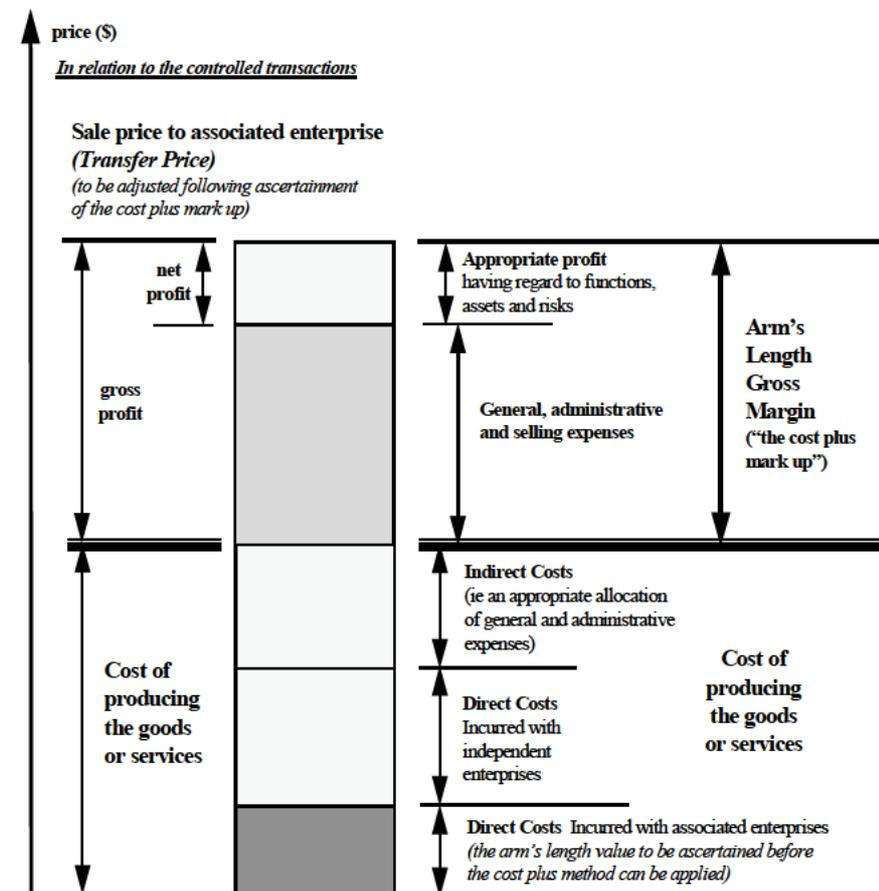 price ($)
In relation to the controlled transactions
Sale price to associated enterprise
(Transfer Price)
(to be adjusted following ascertainment
of the cost plus mark up)
net
profit
gross
profit
Appropriate profit
having regard to functions,
assets and risks
General, administrative
and selling expenses
Arm's
Length
Gross
Margin
("the cost plus
mark up")
Cost of
producing
the goods
or services
Indirect Costs
(ie an appropriate allocation
of general and administrative
expenses)
Direct Costs
Incurred with
independent
enterprises
Cost of
producing
the goods
or services
Direct Costs Incurred with associated enterprises
(the arm's length value to be ascertained before
the cost plus method can be applied)